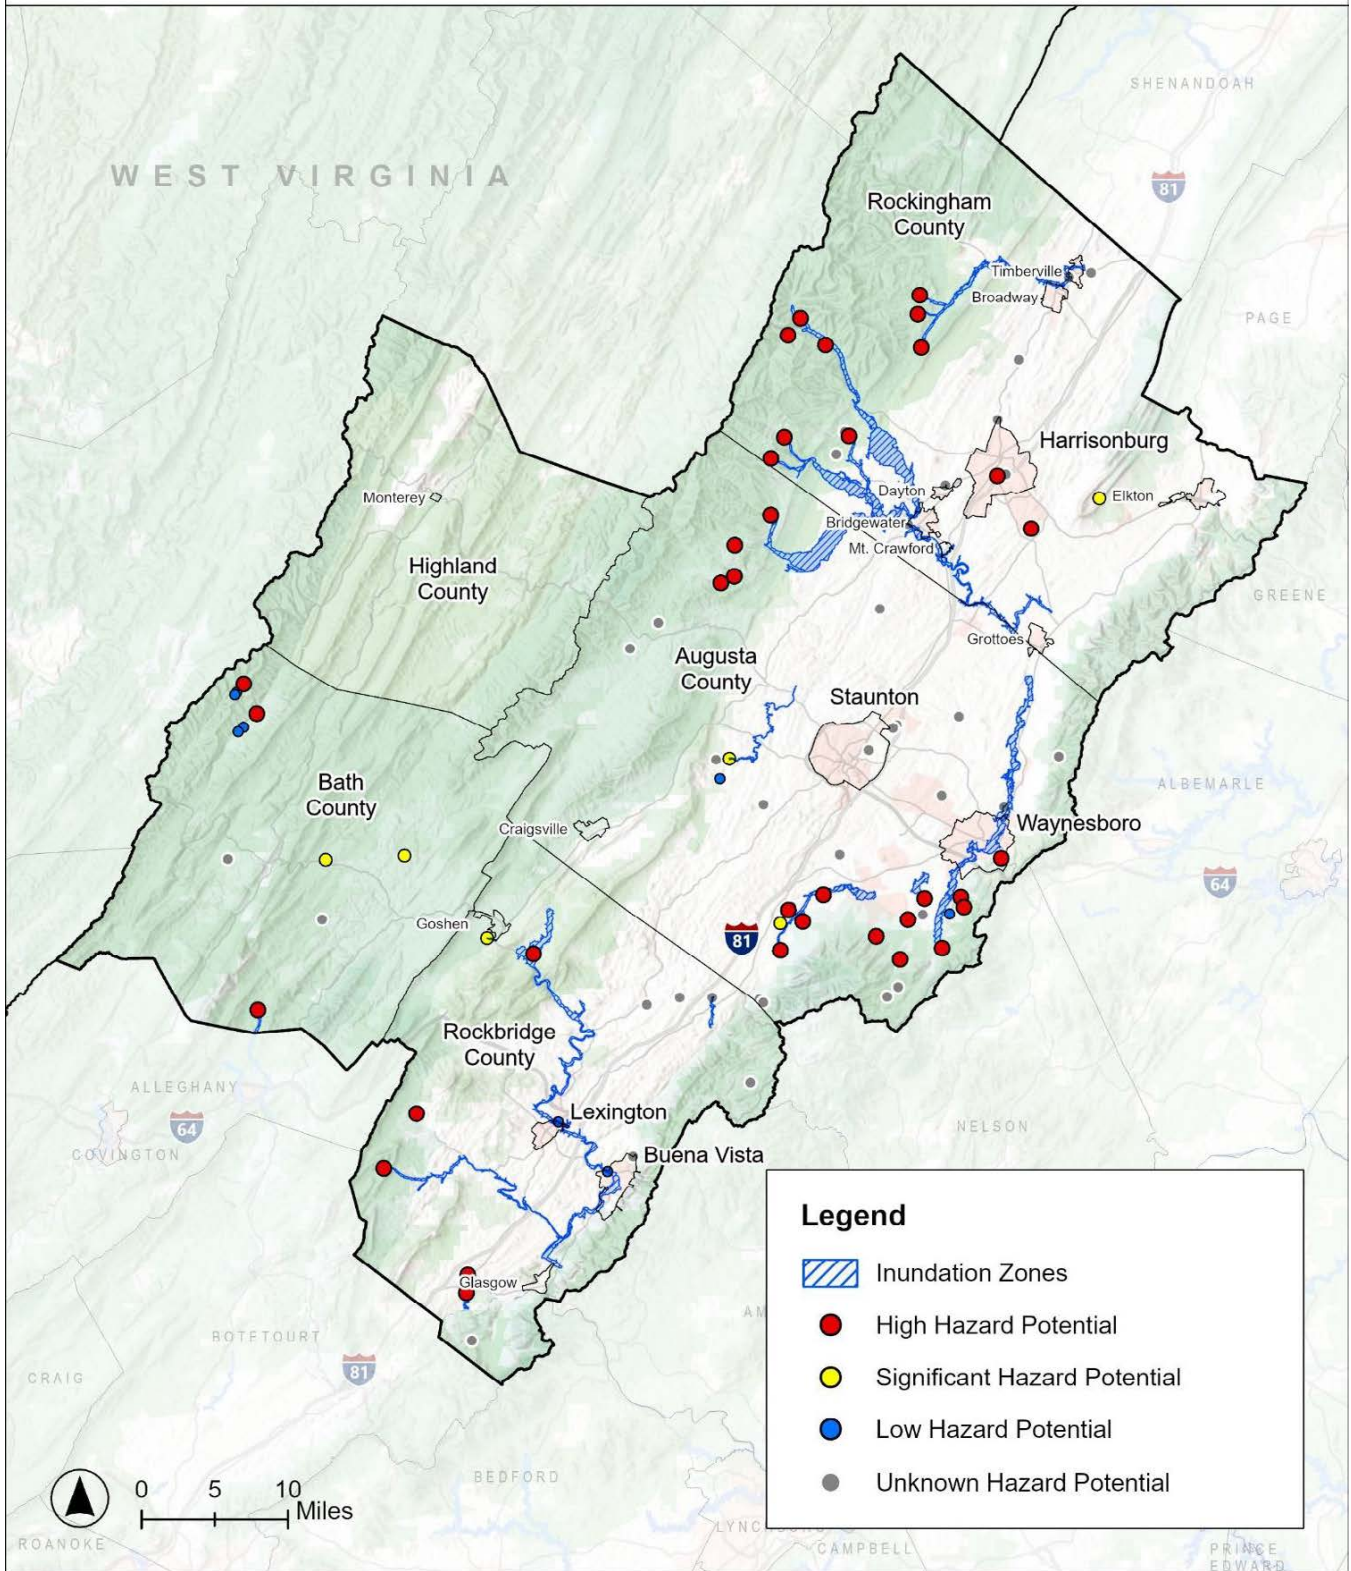 SHENANDOAH
WEST VIRGINIA
81
Rockingham
County
Timberville
Broadway
PAGE
Harrisonburg
Monterey
Dayton
Elkton
Bridgewater
Mt. Crawford
Highland
County
GREENE
Grottoes
Augusta
County
Staunton
Bath
County
ALBEMARLE
Craigsville
Waynesboro
64
Goshen
81
Rockbridge
County
ALLEGHANY
64
Lexington
NELSON
COVINGTON
Buena Vista
Legend
Inundation Zones
Glasgow
High Hazard Potential
AM
BOTETOURT
81
CRAIG
Significant Hazard Potential
Low Hazard Potential
BEDFORD
Unknown Hazard Potential
0 5 10
Miles
LYNCHBURG
ROANOKE
CAMPBELL
PRINCE
EDWARD